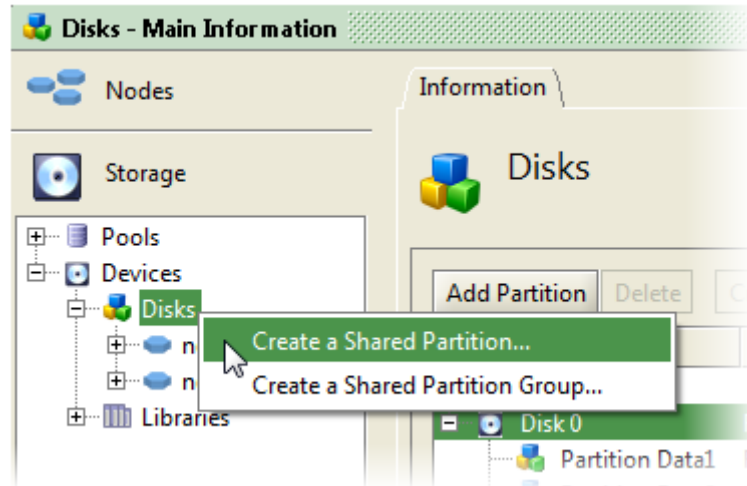 Disks - Main Information
Nodes
Information
Storage
Disks
Pools
Devices
Add Partition Delete
Disks
Create a Shared Partition...
Create a Shared Partition Group...
Libraries
Disk 0
Partition Data1